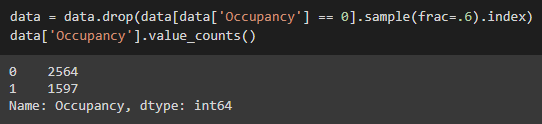 data = data.drop(data[data['Occupancy'] == 0].sample(frac=.6).index)
data['Occupancy'].value_counts()
0    2564
1    1597
Name: Occupancy, dtype: int64